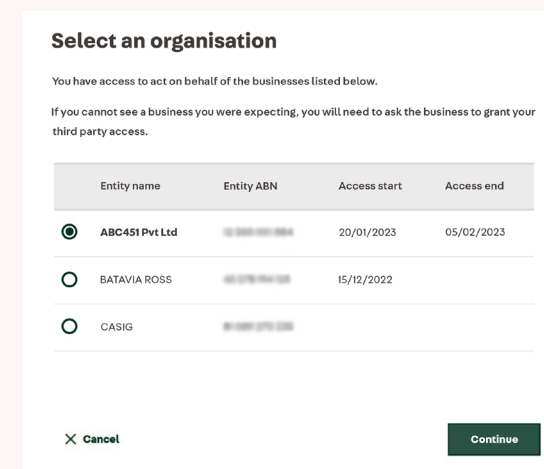 Select an organisation
You have access to act on behalf of the businesses listed below.
If you cannot see a business you were expecting, you will need to ask the business to grant your
third party access.
Entity name Entity ABN Access start Access end
ABC451 Pvt Ltd 20/01/2023 05/02/2023
BATAVIA ROSS 15/12/2022
CASIG
Cancel Continue